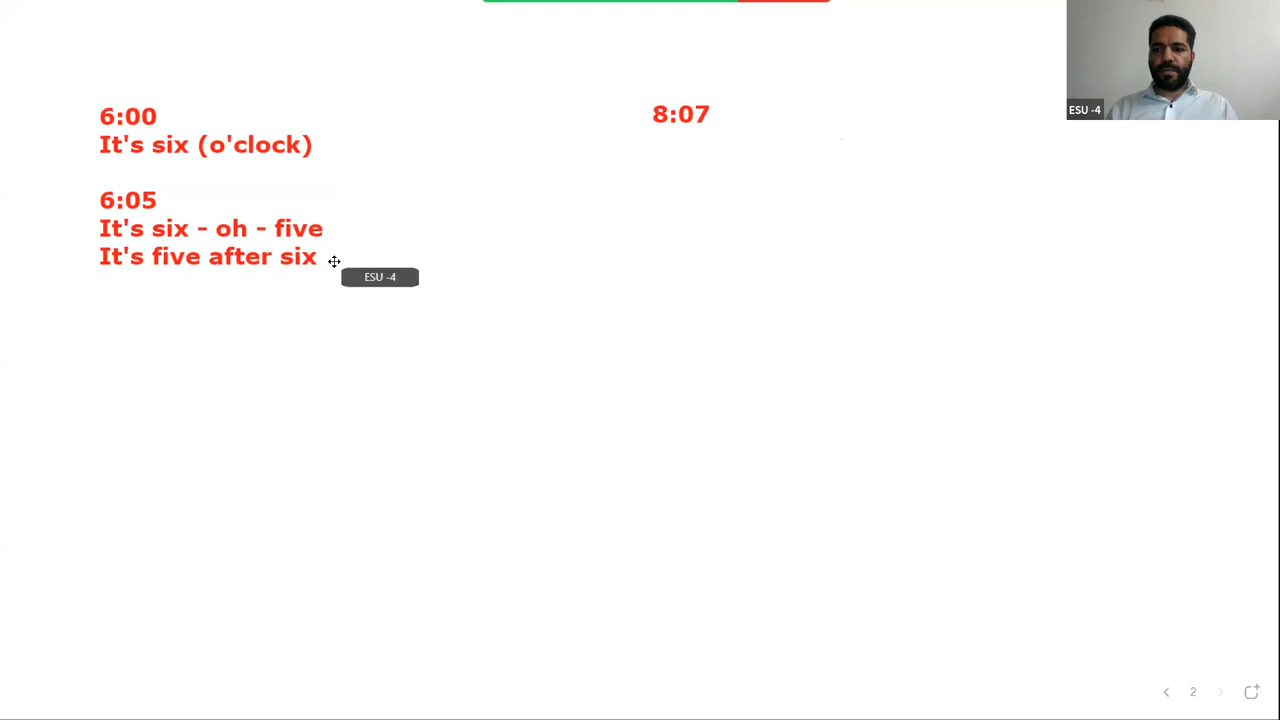 6:00
It's six (o'clock)
6:05
It's six - oh - five
It's five after six
ESU -4
8:07
ESU -4
2